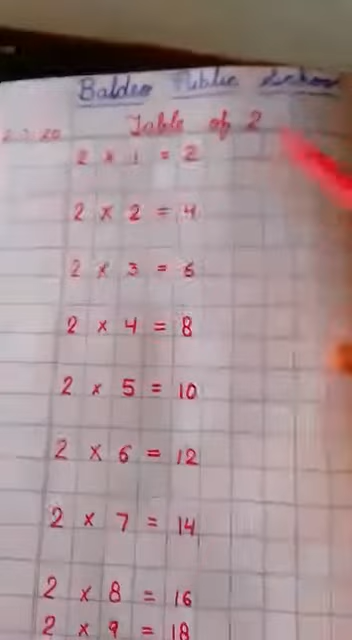 Baldev Public School
Table of 2
2 x 1 = 2
2 x 2 = 4
2 x 3 = 6
2 x 4 = 8
2 x 5 = 10
2 x 6 = 12
2 x 7 = 14
2 x 8 = 16
2 x 9 = 18